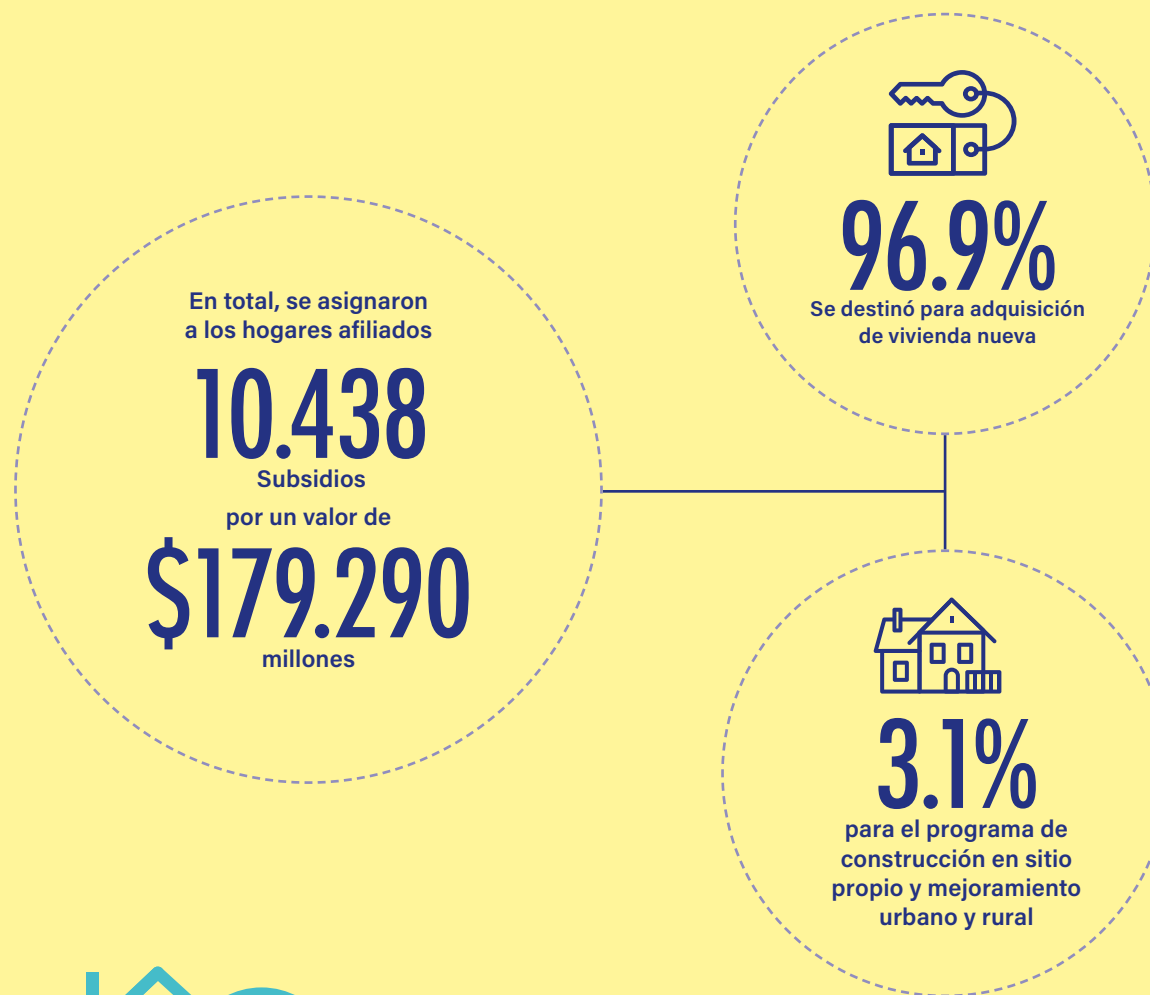 En total, se asignaron
a los hogares afiliados
10.438
Subsidios
por un valor de
$179.290
millones
96.9%
Se destinó para adquisición
de vivienda nueva
3.1%
para el programa de
construcción en sitio
propio y mejoramiento
urbano y rural